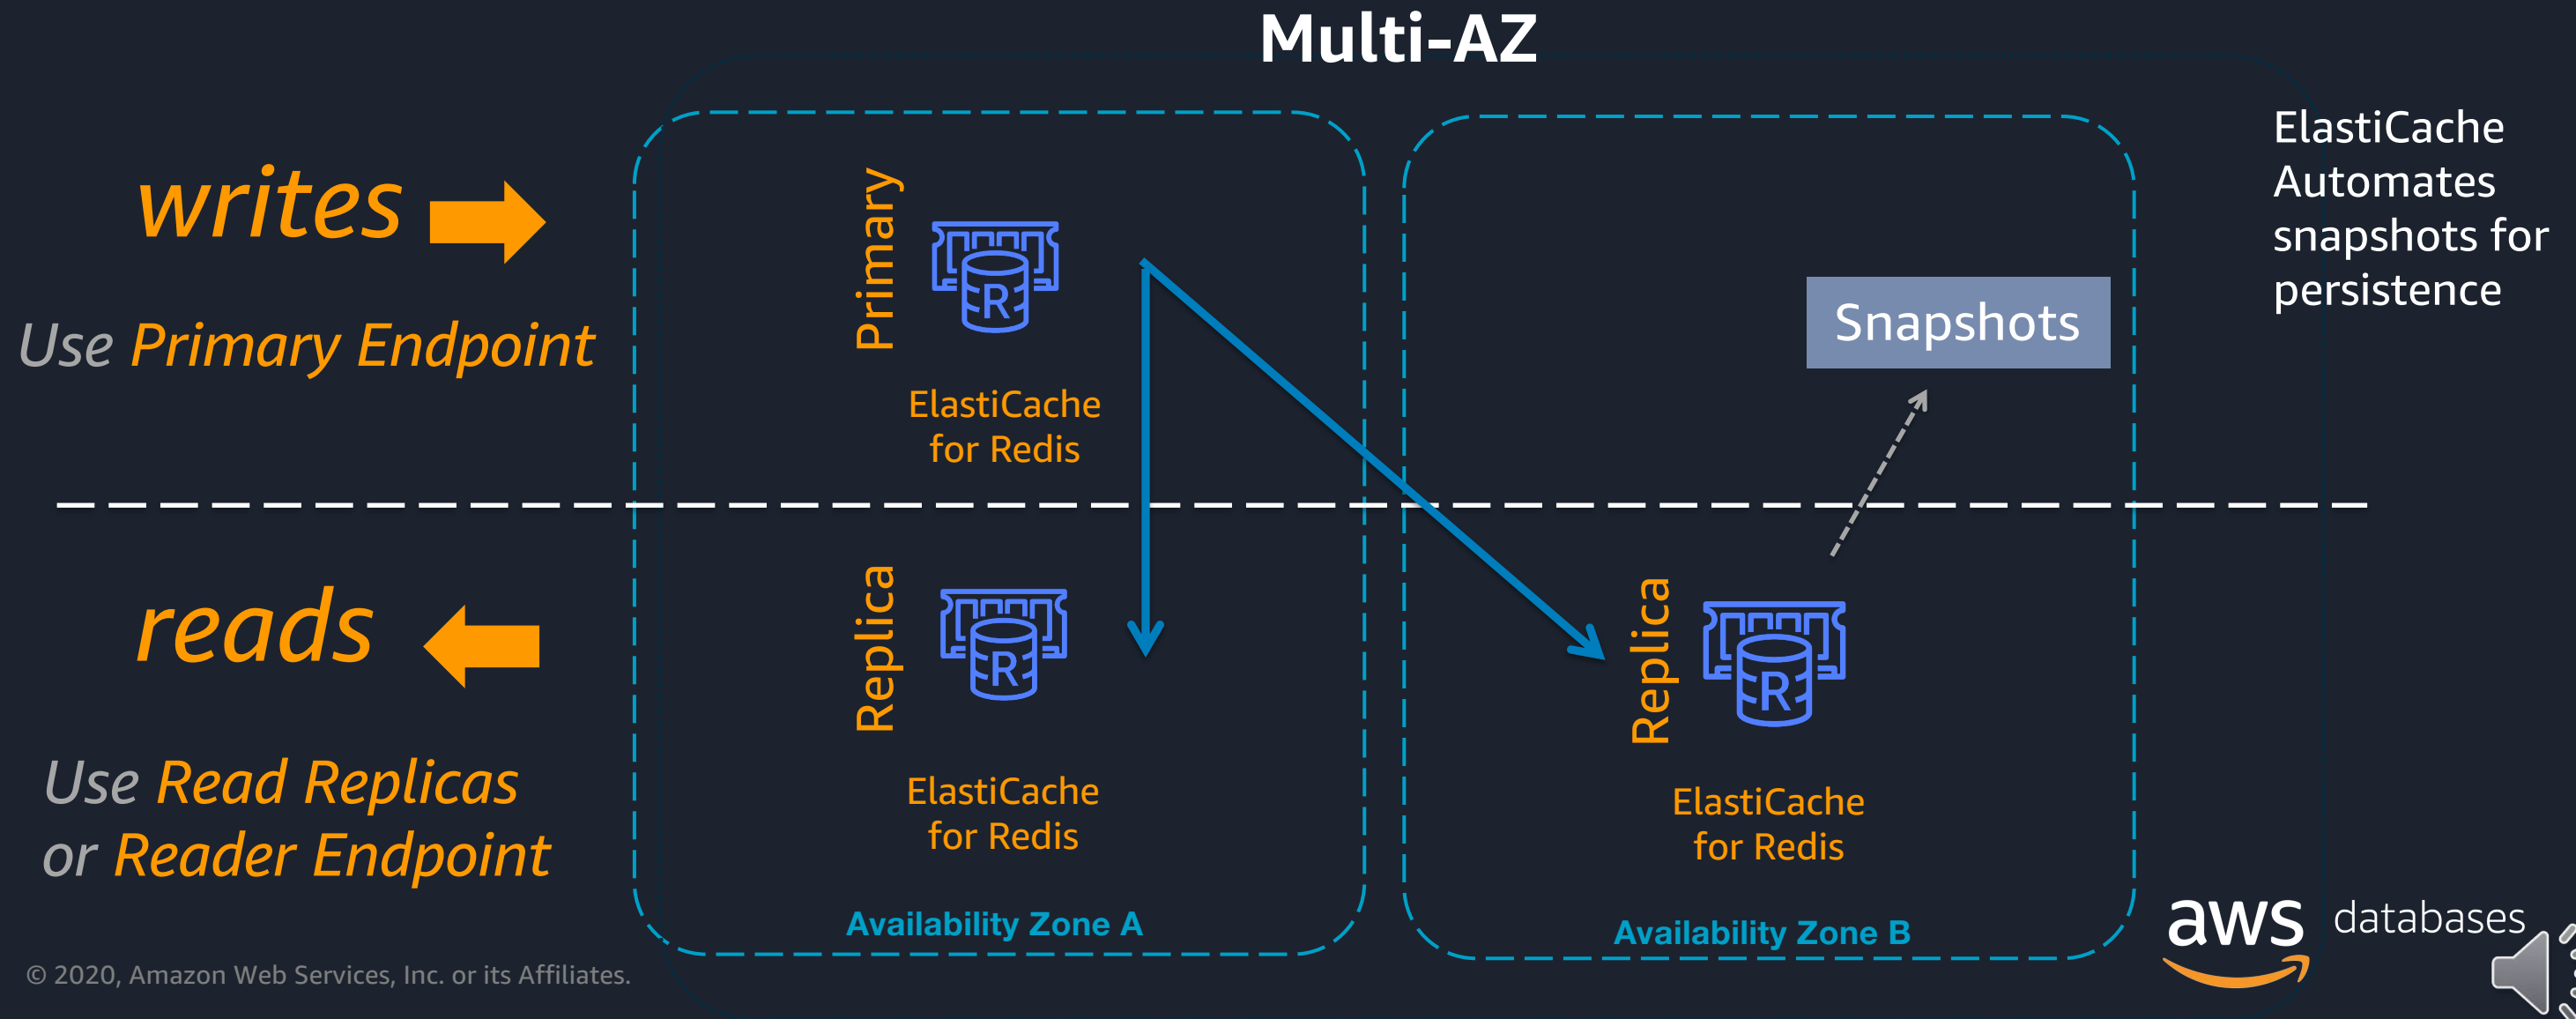 Multi-AZ
writes
Use Primary Endpoint
Primary
R
ElastiCache
for Redis
Snapshots
ElastiCache
Automates
snapshots for
persistence
reads
Use Read Replicas
or Reader Endpoint
Replica
R
ElastiCache
for Redis
Availability Zone A
Replica
R
ElastiCache
for Redis
Availability Zone B
aws databases
© 2020, Amazon Web Services, Inc. or its Affiliates.